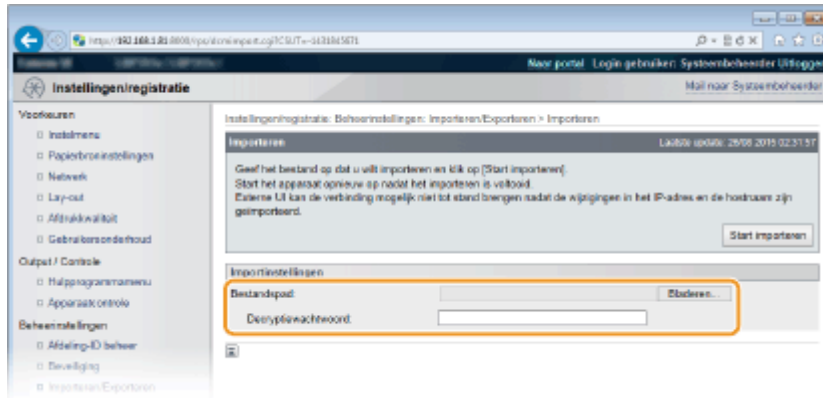 Naar portal Login gebruiker: Systeembeheerder Uitlogge
Instellingen/registratie
Mail naar Systeembeheerder
Voorkeuren
Instelmenu
Papierbroninstellingen
Netwerk
Lay-out
Afdrukkwaliteit
Gebruikersonderhoud
Output / Controle
Hulpprogrammamenu
Apparaatcontrole
Beheerinstellingen
Afdeling-ID beheer
Beveiliging
Importeren/Exporteren
Instellingen/registratie: Beheerinstellingen: Importeren/Exporteren > Importeren
Importeren
Laatste update: 26/08 2015 02:31:57
Geef het bestand op dat u wilt importeren en klik op [Start importeren].
Start het apparaat opnieuw op nadat het importeren is voltooid.
Externe UI kan de verbinding mogelijk niet tot stand brengen nadat de wijzigingen in het IP-adres en de hostnaam zijn
geïmporteerd.
Start importeren
Importinstellingen
Bestandspad:
Bladeren...
Decryptiewachtwoord: